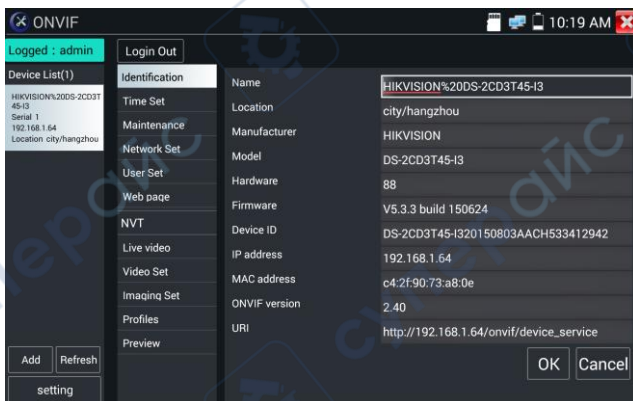 ONVIF
10:19 AM
Logged : admin
Login Out
Device List(1)
HIKVISION%20DS-2CD3T
45-I3
Serial 1
192.168.1.64
Location city/hangzhou
Identification
Time Set
Maintenance
Network Set
User Set
Web page
NVT
Live video
Video Set
Imaging Set
Profiles
Preview
Name HIKVISION%20DS-2CD3T45-I3
Location city/hangzhou
Manufacturer HIKVISION
Model DS-2CD3T45-I3
Hardware 88
Firmware V5.3.3 build 150624
Device ID DS-2CD3T45-I320150803AACH533412942
IP address 192.168.1.64
MAC address c4:2f:90:73:a8:0e
ONVIF version 2.40
URI http://192.168.1.64/onvif/device_service
Add Refresh
setting
OK Cancel
суперайс
суперайс